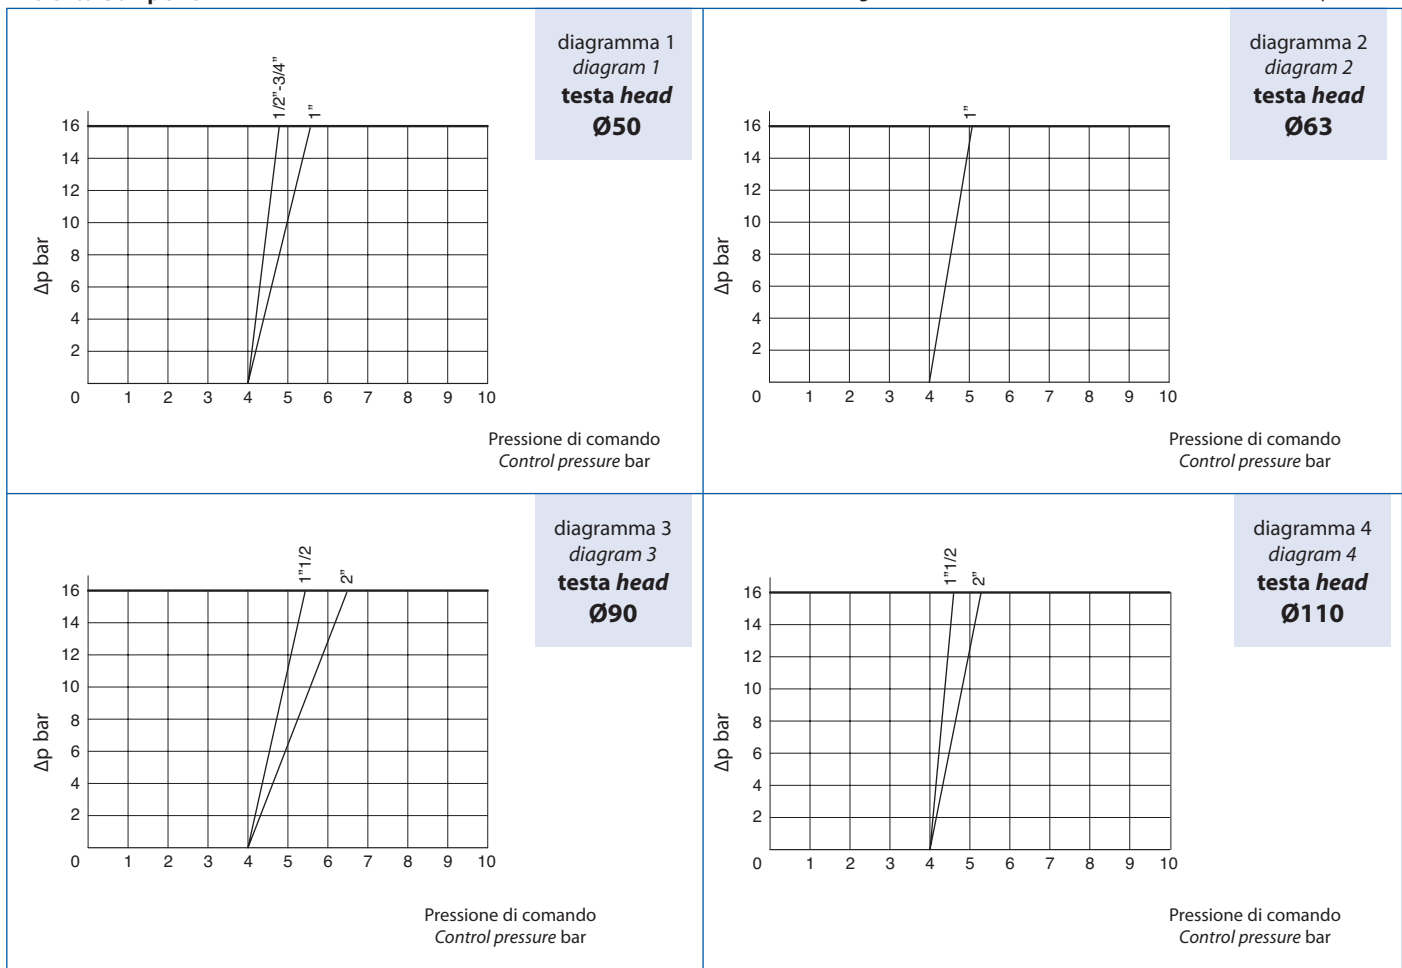 diagramma 1
diagram 1
testa head
Ø50
1/2”-3/4”
1”
16
14
12
10
8
6
4
2
Δp bar
0 1 2 3 4 5 6 7 8 9 10
Pressione di comando
Control pressure bar
diagramma 2
diagram 2
testa head
Ø63
1”
16
14
12
10
8
6
4
2
Δp bar
0 1 2 3 4 5 6 7 8 9 10
Pressione di comando
Control pressure bar
diagramma 3
diagram 3
testa head
Ø90
1”1/2
2”
16
14
12
10
8
6
4
2
Δp bar
0 1 2 3 4 5 6 7 8 9 10
Pressione di comando
Control pressure bar
diagramma 4
diagram 4
testa head
Ø110
1”1/2
2”
16
14
12
10
8
6
4
2
Δp bar
0 1 2 3 4 5 6 7 8 9 10
Pressione di comando
Control pressure bar